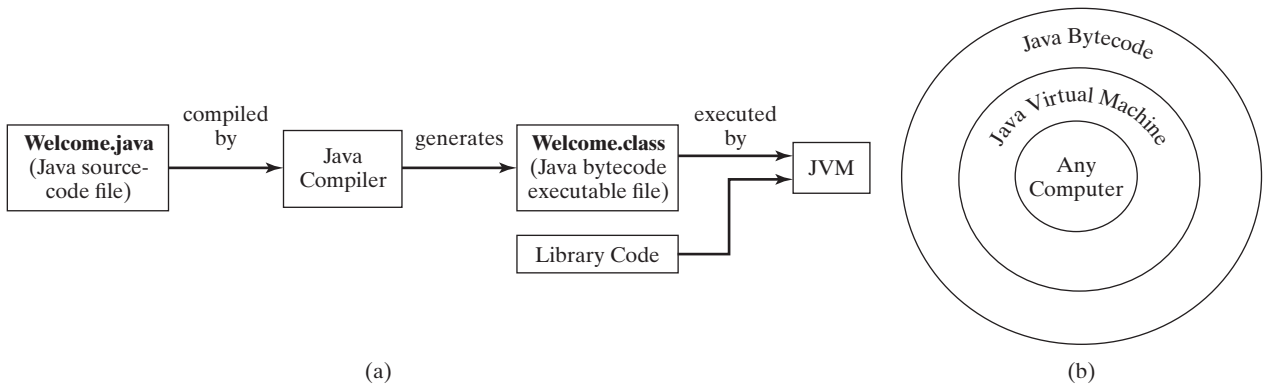 Welcome.java
(Java source-
code file)
compiled
by
Java
Compiler
generates
Welcome.class
(Java bytecode
executable file)
executed
by
JVM
Library Code
(a)
Java Bytecode
Java Virtual Machine
Any
Computer
(b)